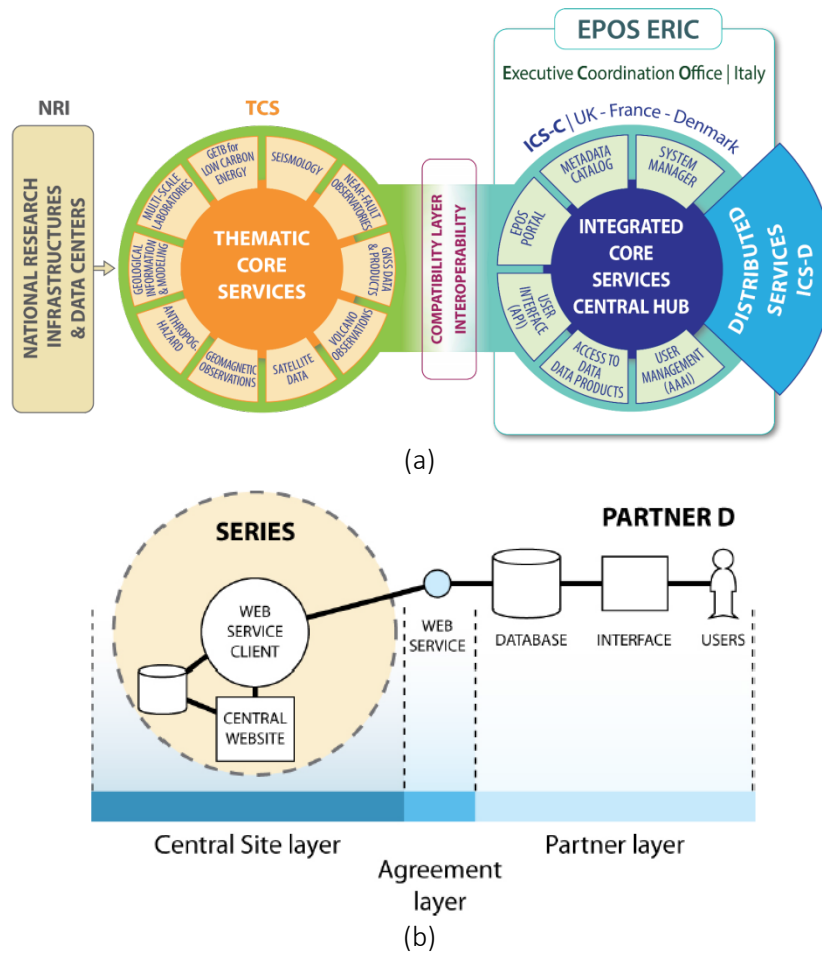 EPOS ERIC
Executive Coordination Office | Italy
NRI
NATIONAL RESEARCH
INFRASTRUCTURES
& DATA CENTERS
TCS
GETB for
LOW CARBON
ENERGY
SEISMOLOGY
NEAR-FAULT
OBSERVATORIES
GNSS DATA
& PRODUCTS
VOLCANO
OBSERVATIONS
SATELLITE
DATA
GEOMAGNETIC
OBSERVATIONS
ANTHROPOG.
HAZARD
GEOLOGICAL
INFORMATION
& MODELING
MULTI-SCALE
LABORATORIES
THEMATIC
CORE
SERVICES
COMPATIBILITY LAYER
INTEROPERABILITY
ICS-C | UK - France - Denmark
METADATA
CATALOG
SYSTEM
MANAGER
EPOS
PORTAL
USER
INTERFACE
(API)
ACCESS TO
DATA
DATA PRODUCTS
USER
MANAGEMENT
(AAAI)
INTEGRATED
CORE
SERVICES
CENTRAL HUB
DISTRIBUTED
SERVICES
ICS-D
(a)
SERIES
PARTNER D
WEB
SERVICE
CLIENT
CENTRAL
WEBSITE
WEB
SERVICE
DATABASE
INTERFACE
USERS
Central Site layer
Agreement
layer
Partner layer
(b)